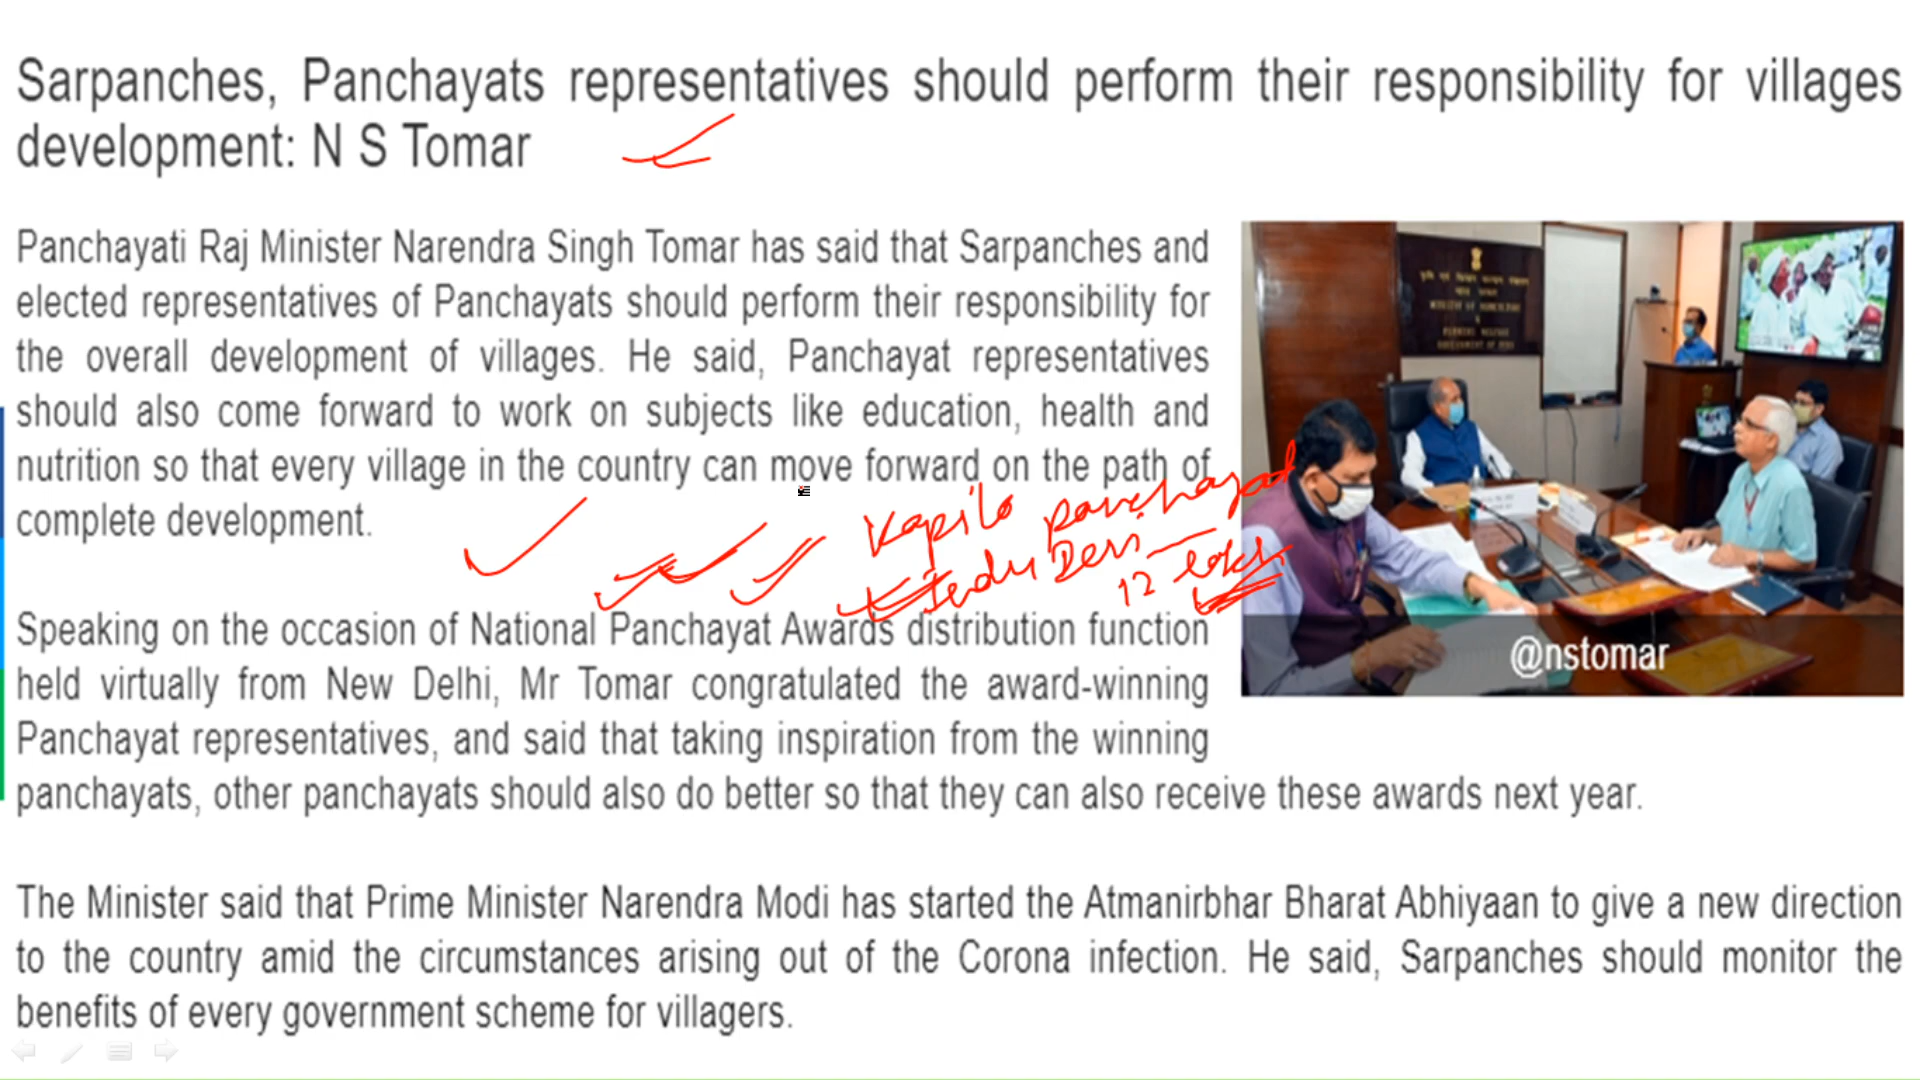 Sarpanches, Panchayats representatives should perform their responsibility for villages
development: N S Tomar
Panchayati Raj Minister Narendra Singh Tomar has said that Sarpanches and
elected representatives of Panchayats should perform their responsibility for
the overall development of villages. He said, Panchayat representatives
should also come forward to work on subjects like education, health and
nutrition so that every village in the country can move forward on the path of
complete development.
Kapila panchayat
Indu Devi
12 lakh
Speaking on the occasion of National Panchayat Awards distribution function
held virtually from New Delhi, Mr Tomar congratulated the award-winning
Panchayat representatives, and said that taking inspiration from the winning
panchayats, other panchayats should also do better so that they can also receive these awards next year.
@nstomar
The Minister said that Prime Minister Narendra Modi has started the Atmanirbhar Bharat Abhiyaan to give a new direction
to the country amid the circumstances arising out of the Corona infection. He said, Sarpanches should monitor the
benefits of every government scheme for villagers.